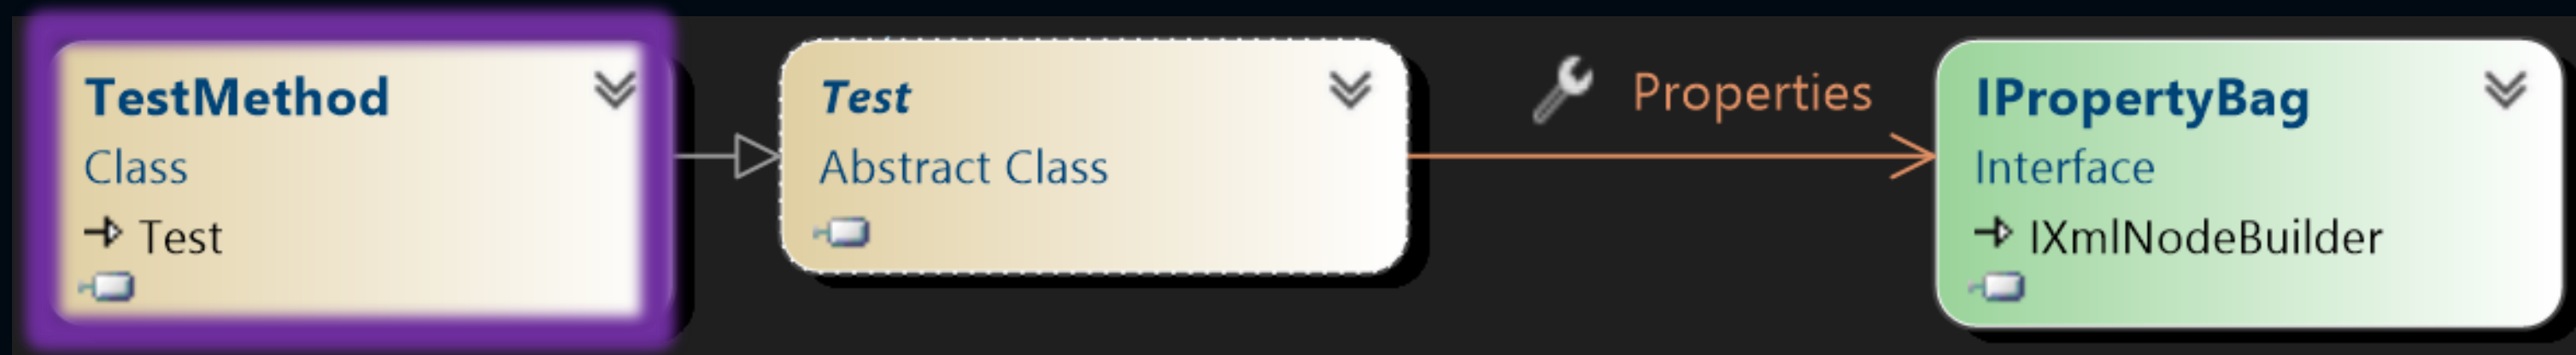 TestMethod
Class
Test
Test
Abstract Class
Properties
IPropertyBag
Interface
IXmlNodeBuilder